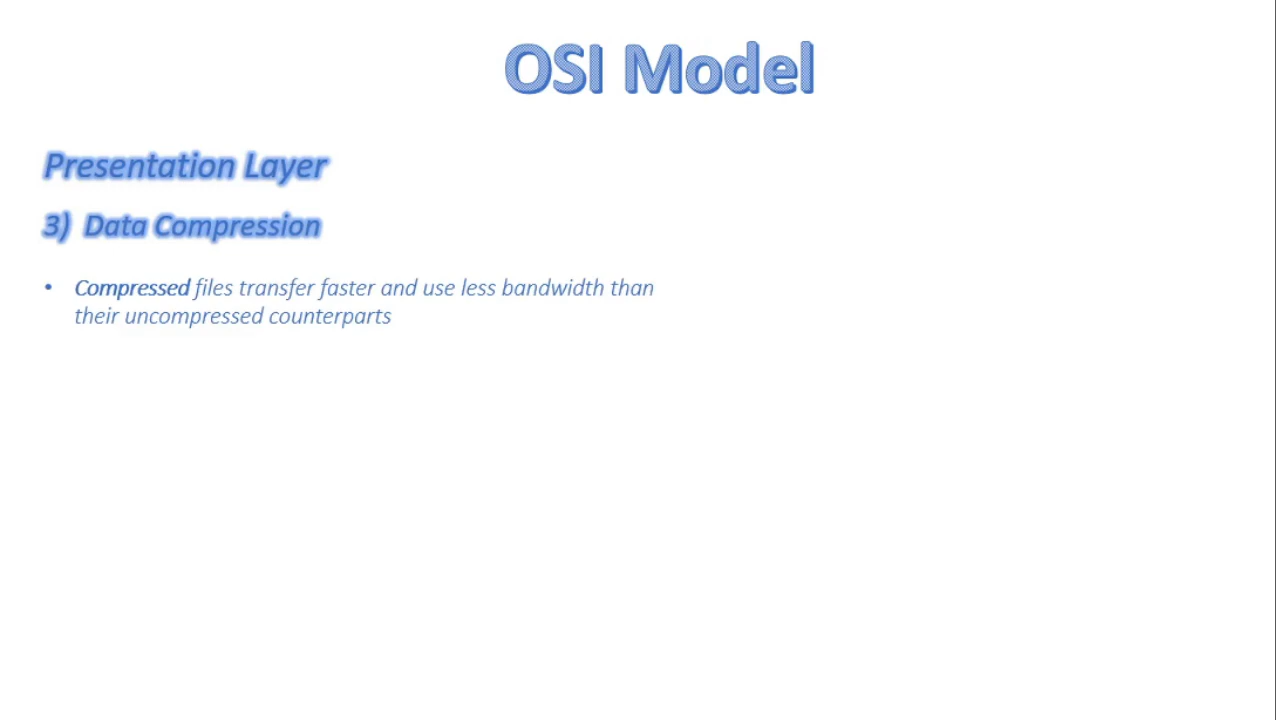 OSI Model
Presentation Layer
3) Data Compression
• Compressed files transfer faster and use less bandwidth than
their uncompressed counterparts